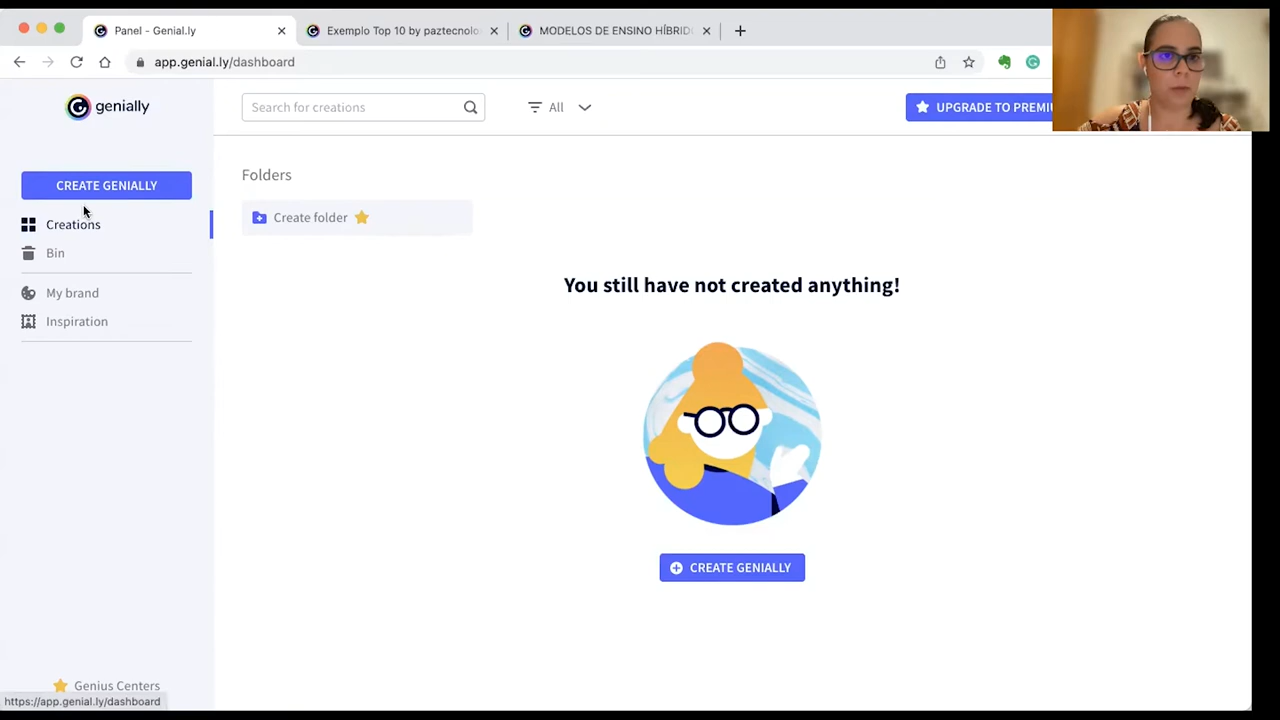 Panel - Genial.ly
Exemplo Top 10 by paztecnolo
MODELOS DE ENSINO HÍBRID
app.genial.ly/dashboard
genially
Search for creations
All
UPGRADE TO PREMIU
CREATE GENIALLY
Creations
Bin
My brand
Inspiration
Folders
Create folder
You still have not created anything!
CREATE GENIALLY
Genius Centers
https://app.genial.ly/dashboard